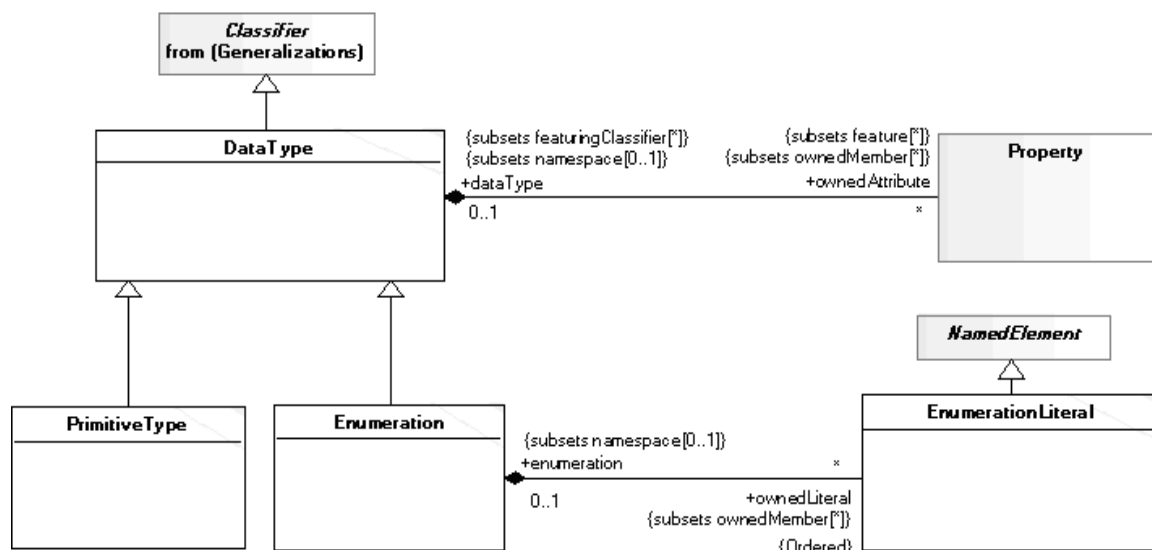 Classifier
from (Generalizations)
DataType
{subsets featuringClassifier[*]}
{subsets namespace[0..1]}
+dataType
0..1
{subsets feature[*]}
{subsets ownedMember[*]}
+ownedAttribute
*
Property
NamedElement
PrimitiveType
Enumeration
{subsets namespace[0..1]}
+enumeration
0..1
*
+ownedLiteral
{subsets ownedMember[*]}
{Ordered}
EnumerationLiteral